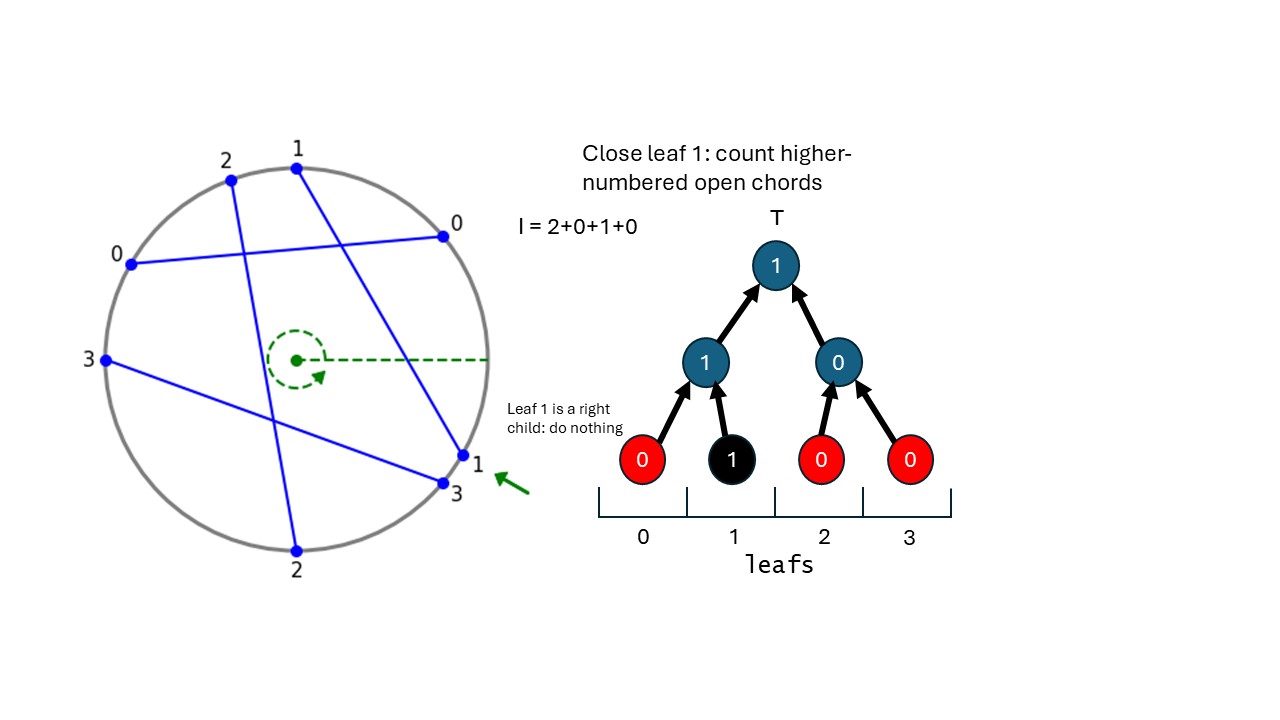 Close leaf 1: count higher-
numbered open chords
T
I = 2+0+1+0
1
1
0
Leaf 1 is a right
child: do nothing
0
1
0
0
0
1
2
3
leafs
1
2
0
0
3
1
3
2